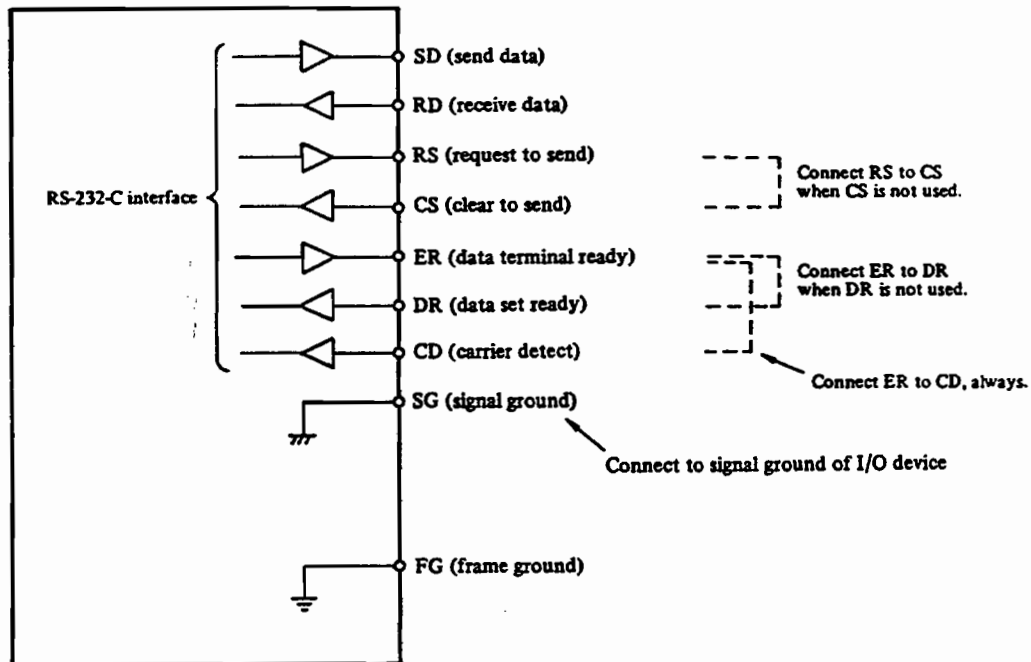 SD (send data)
RD (receive data)
RS (request to send)
RS-232-C interface
CS (clear to send)
ER (data terminal ready)
DR (data set ready)
CD (carrier detect)
SG (signal ground)
FG (frame ground)
Connect RS to CS
when CS is not used.
Connect ER to DR
when DR is not used.
Connect ER to CD, always.
Connect to signal ground of I/O device